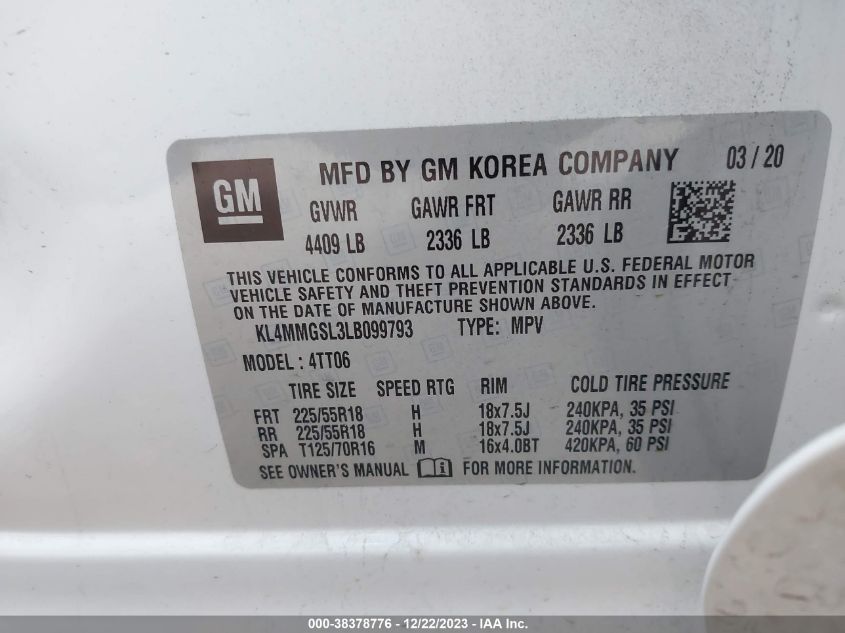 GM
MFD BY GM KOREA COMPANY 03/20
GVWR GAWR FRT GAWR RR
4409 LB 2336 LB 2336 LB
THIS VEHICLE CONFORMS TO ALL APPLICABLE U.S. FEDERAL MOTOR
VEHICLE SAFETY AND THEFT PREVENTION STANDARDS IN EFFECT
ON THE DATE OF MANUFACTURE SHOWN ABOVE.
KL4MMGSL3LB099793 TYPE: MPV
MODEL : 4TT06
TIRE SIZE SPEED RTG RIM COLD TIRE PRESSURE
FRT 225/55R18 H 18x7.5J 240KPA, 35 PSI
RR 225/55R18 H 18x7.5J 240KPA, 35 PSI
SPA T125/70R16 M 16x4.0BT 420KPA, 60 PSI
SEE OWNER'S MANUAL FOR MORE INFORMATION.
000-38378776 - 12/22/2023 - IAA Inc.